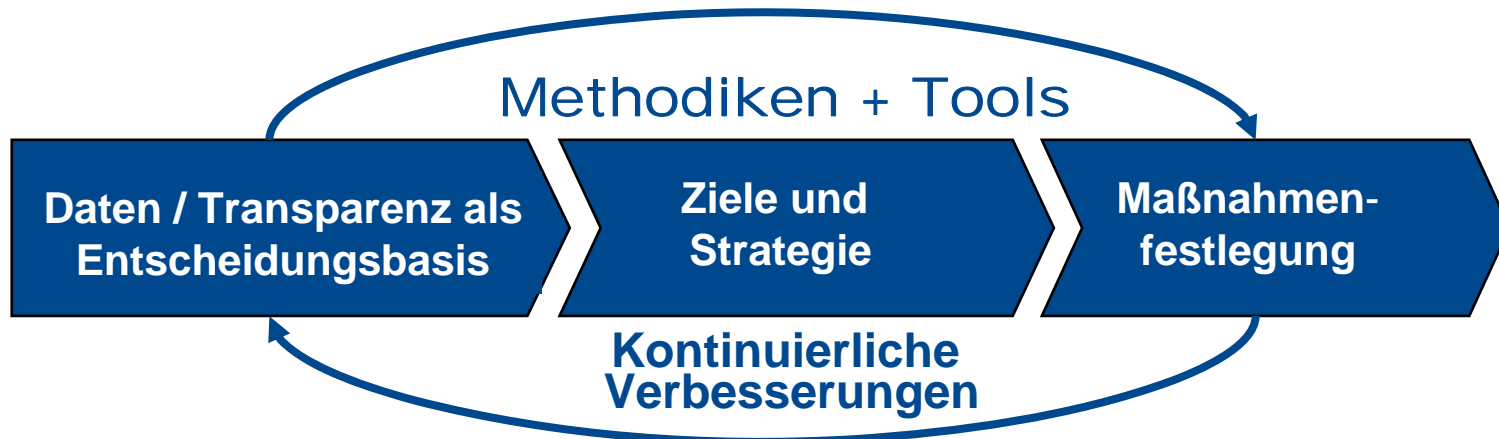 Methodiken + Tools
Daten / Transparenz als
Entscheidungsbasis
Ziele und
Strategie
Maßnahmen-
festlegung
Kontinuierliche
Verbesserungen